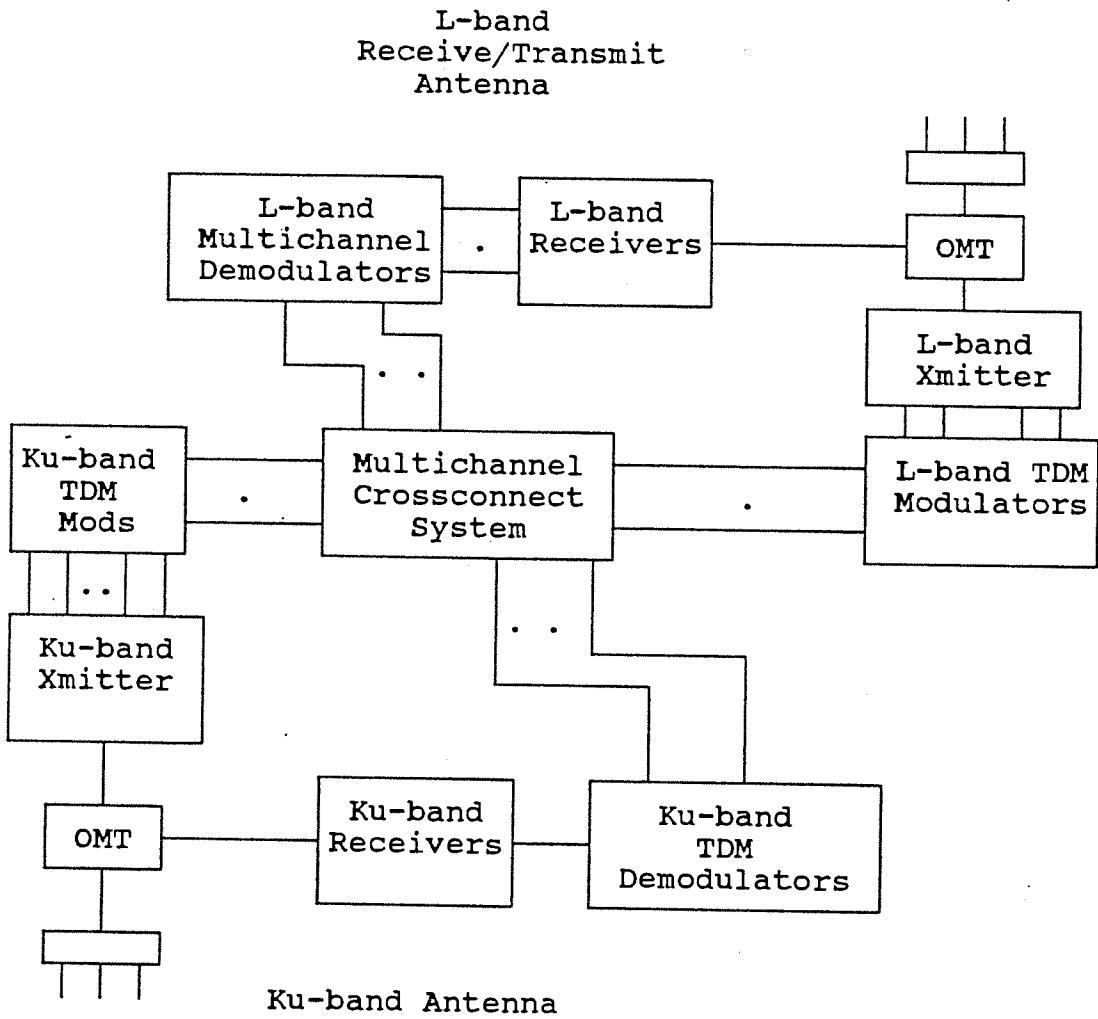 L-band
Receive/Transmit
Antenna
L-band
Multichannel
Demodulators
L-band
Receivers
OMT
L-band
Xmitter
Ku-band
TDM
Mods
Multichannel
Crossconnect
System
L-band TDM
Modulators
Ku-band
Xmitter
OMT
Ku-band
Receivers
Ku-band
TDM
Demodulators
Ku-band Antenna